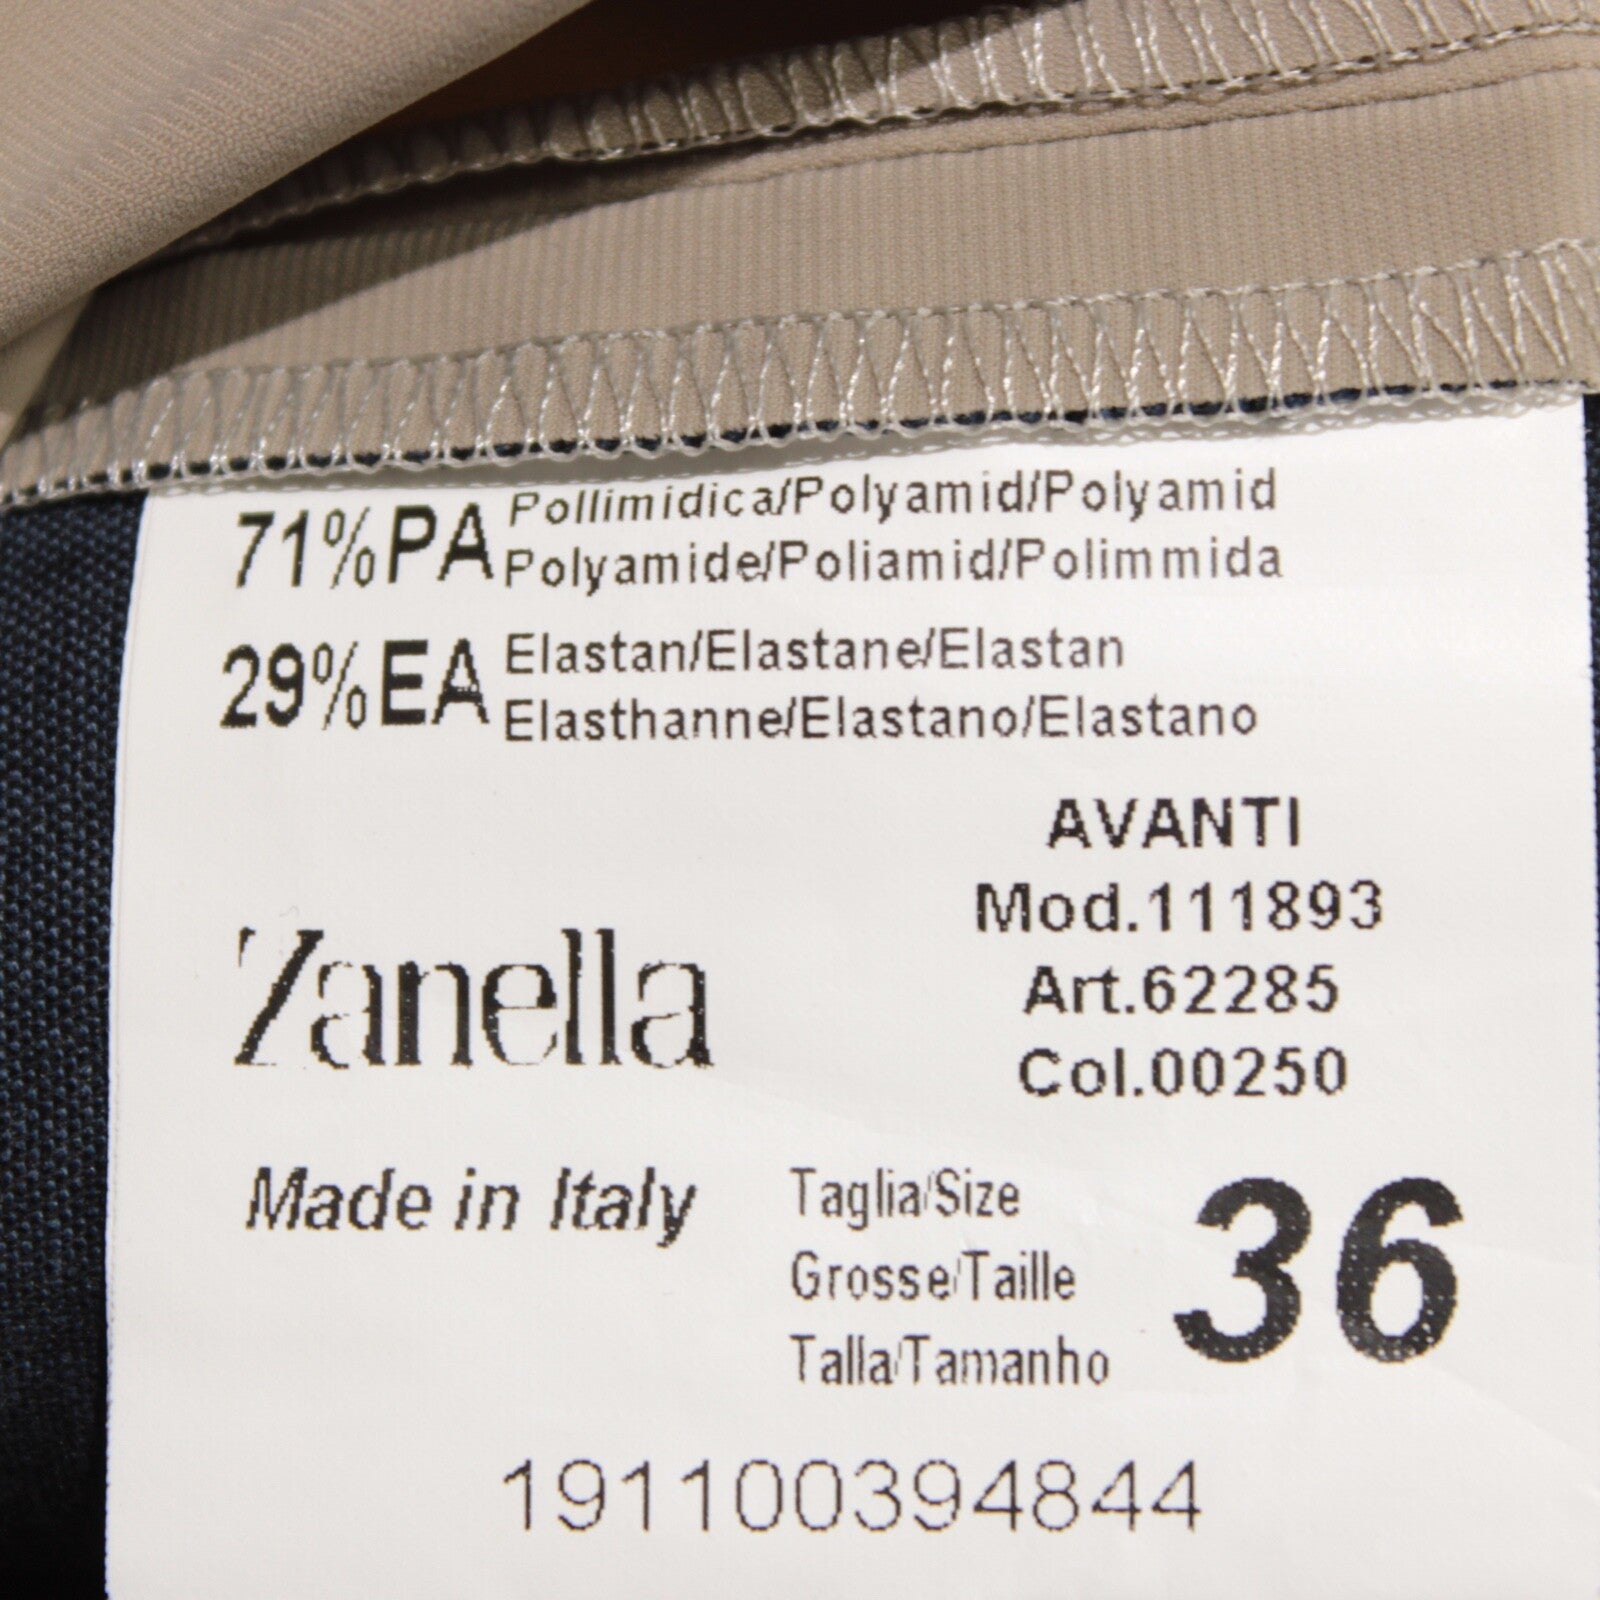 71%PA Pollimidica/Polyamid/Polyamid
Polyamide/Poliamid/Polimmida
29%EA Elastan/Elastane/Elastan
Elasthanne/Elastano/Elastano
AVANTI
Mod.111893
Art.62285
Col.00250
Zanella
Made in Italy
Taglia/Size
Grosse/Taille
Talla/Tamanho
36
191100394844